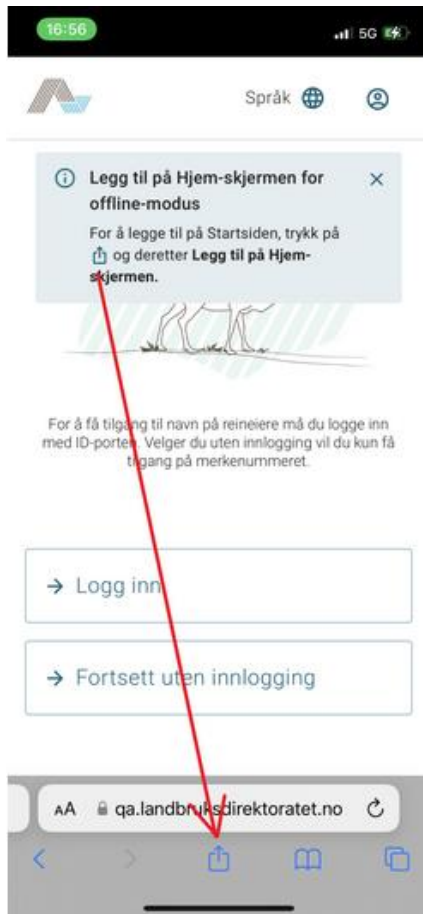 16:56
5G
Språk
Legg til på Hjem-skjermen for
offline-modus
For å legge til på Startsiden, trykk på
og deretter Legg til på Hjem-
skjermen.
For å få tilgang til navn på reineiere må du logge inn
med ID-porten. Velger du uten innlogging vil du kun få
tilgang på merkenummeret.
→ Logg inn
→ Fortsett uten innlogging
AA qa.landbruksdirektoratet.no